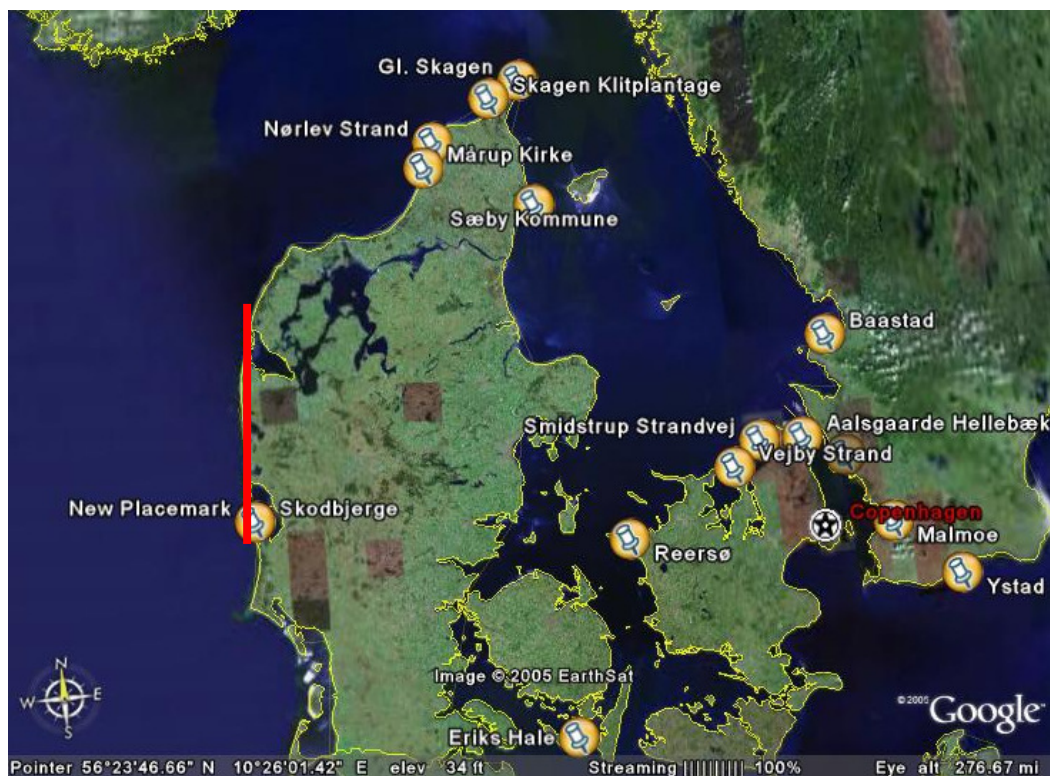 Gl. Skagen
Skagen Klitplantage
Nørlev Strand
Mårup Kirke
Sæby Kommune
Baastad
Smidstrup Strandvej
Aalsgaarde Hellebæk
Vejby Strand
New Placemark
Skodbjerge
Copenhagen
Malmoe
Reersø
Ystad
Image © 2005 EarthSat
N
W
E
S
©2005 Google
Eriks Hale
Pointer 56°23'46.66" N 10°26'01.42" E elev 34 ft Streaming |||||||||| 100% Eye alt 276.67 mi